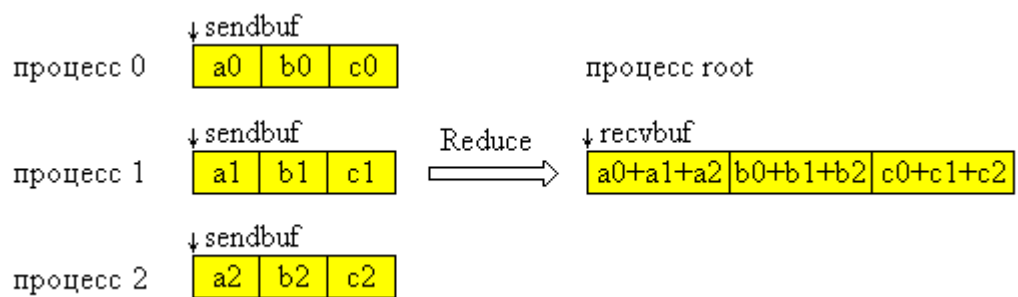 sendbuf
процесс 0 a0 b0 c0 процесс root
sendbuf Reduce recvbuf
процесс 1 a1 b1 c1 a0+a1+a2 b0+b1+b2 c0+c1+c2
sendbuf
процесс 2 a2 b2 c2